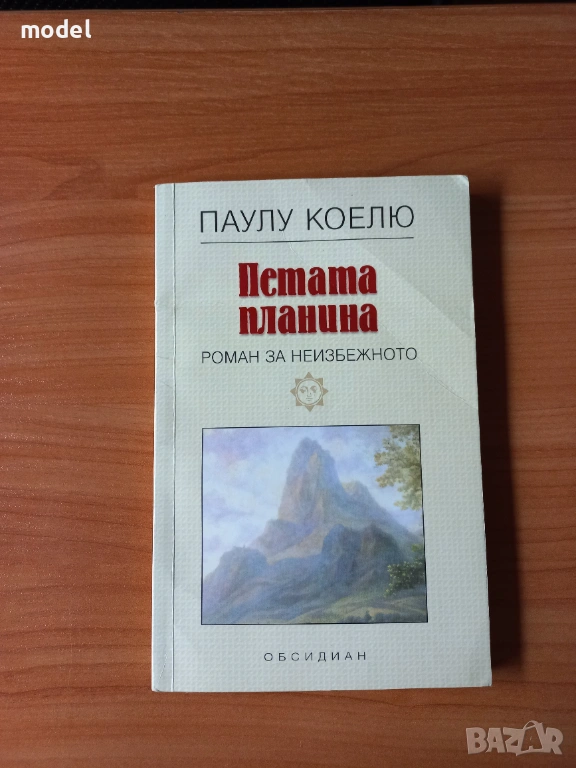 model
ПАУЛУ КОЕЛЮ
Петата
планина
РОМАН ЗА НЕИЗБЕЖНОТО
ОБСИДИАН
BAZAR